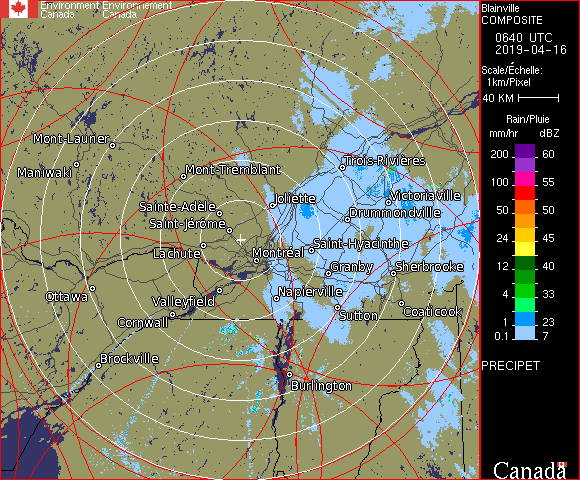 Environment Environnement
Canada Canada
Blainville
COMPOSITE
0640 UTC
2019-04-16
Scale/Échelle:
1km/Pixel
40 KM
Rain/Pluie
mm/hr dBZ
200 60
100 55
50 50
24 45
12 40
4 33
1 23
0.1 7
PRECIPET
Mont-Laurier
Maniwaki
Mont-Tremblant
Trois-Rivières
Sainte-Adèle
Joliette
Victoriaville
Saint-Jérôme
Drummondville
Lachute
Montréal
Saint-Hyacinthe
Granby
Sherbrooke
Ottawa
Valleyfield
Napierville
Cornwall
Sutton
Coaticook
Brockville
Burlington
Canada